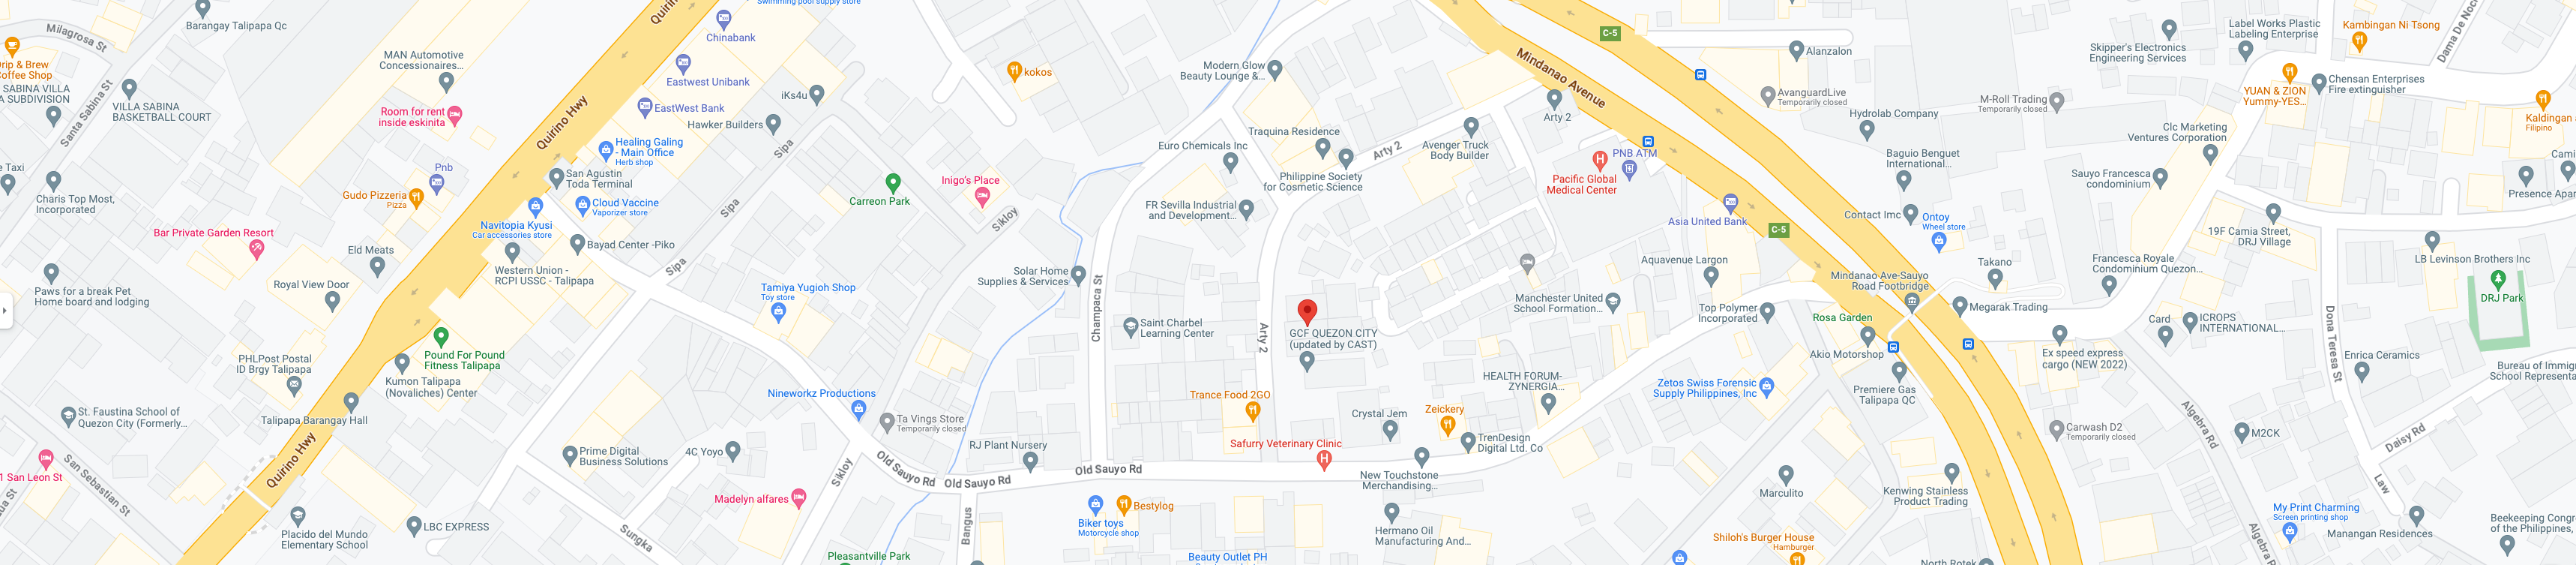 Milagrosa St
Barangay Talipapa Qc
Quirino Hwy
Swimming pool supply store
Chinabank
Eastwest Unibank
EastWest Bank
MAN Automotive
Concessionaires...
Room for rent
inside eskinita
VILLA SABINA
BASKETBALL COURT
SABINA VILLA
A SUBDIVISION
Santa Sabina St
Coffee Shop
Charis Top Most,
Incorporated
Bar Private Garden Resort
Gudo Pizzeria
Pizza
Pnb
Healing Galing
- Main Office
Herb shop
San Agustin
Toda Terminal
Cloud Vaccine
Vaporizer store
Navitopia Kyusi
Car accessories store
Bayad Center -Piko
Western Union -
RCPI USSC - Talipapa
Eld Meats
Royal View Door
Paws for a break Pet
Home board and lodging
PHLPost Postal
ID Brgy Talipapa
Pound For Pound
Fitness Talipapa
Kumon Talipapa
(Novaliches) Center
Talipapa Barangay Hall
St. Faustina School of
Quezon City (Formerly...
San Sebastian St
1 San Leon St
Quirino Hwy
Placido del Mundo
Elementary School
LBC EXPRESS
Prime Digital
Business Solutions
4C Yoyo
Madelyn alfares
Sungka
iKs4u
Hawker Builders
Sipa
Sipa
Sipa
kokos
Carreon Park
Inigo's Place
Sikloy
Solar Home
Supplies & Services
Tamiya Yugioh Shop
Toy store
Nineworkz Productions
Ta Vings Store
Temporarily closed
Sikloy
Old Sauyo Rd
Old Sauyo Rd
Old Sauyo Rd
RJ Plant Nursery
Bangus
Pleasantville Park
Biker toys
Motorcycle shop
Bestylog
Beauty Outlet PH
Champaca St
Saint Charbel
Learning Center
Modern Glow
Beauty Lounge &...
Euro Chemicals Inc
FR Sevilla Industrial
and Development...
Traquina Residence
Philippine Society
for Cosmetic Science
Arty 2
Arty 2
Avenger Truck
Body Builder
Arty 2
GCF QUEZON CITY
(updated by CAST)
Trance Food 2GO
Safurry Veterinary Clinic
Crystal Jem
Zeickery
HEALTH FORUM-
ZYNERGIA...
TrenDesign
Digital Ltd. Co
New Touchstone
Merchandising...
Hermano Oil
Manufacturing And...
Mindanao Avenue
C-5
C-5
Pacific Global
Medical Center
PNB ATM
Asia United Bank
Aquavenue Largon
Manchester United
School Formation...
Top Polymer
Incorporated
Rosa Garden
Akio Motorshop
Premiere Gas
Talipapa QC
Zetos Swiss Forensic
Supply Philippines, Inc
Marculito
Kenwing Stainless
Product Trading
Shiloh's Burger House
Hamburger
North Rotek
Alanzalon
AvanguardLive
Temporarily closed
Hydrolab Company
Baguio Benguet
International...
Contact Imc
Ontoy
Wheel store
Takano
Mindanao Ave-Sauyo
Road Footbridge
Megarak Trading
Skipper's Electronics
Engineering Services
M-Roll Trading
Temporarily closed
Label Works Plastic
Labeling Enterprise
Kambingan Ni Tsong
YUAN & ZION
Yummy-YES...
Chensan Enterprises
Fire extinguisher
Clc Marketing
Ventures Corporation
Sauyo Francesca
condominium
19F Camia Street,
DRJ Village
Francesca Royale
Condominium Quezon...
Kaldingan
Filipino
Presence Apar
LB Levinson Brothers Inc
DRJ Park
Card
ICROPS
INTERNATIONAL...
Ex speed express
cargo (NEW 2022)
Carwash D2
Temporarily closed
Dona Teresa St
Enrica Ceramics
Algebra Rd
M2CK
Daisy Rd
Law
My Print Charming
Screen printing shop
Manangan Residences
Beekeeping Cong
of the Philippines,
Bureau of Immig
School Representa